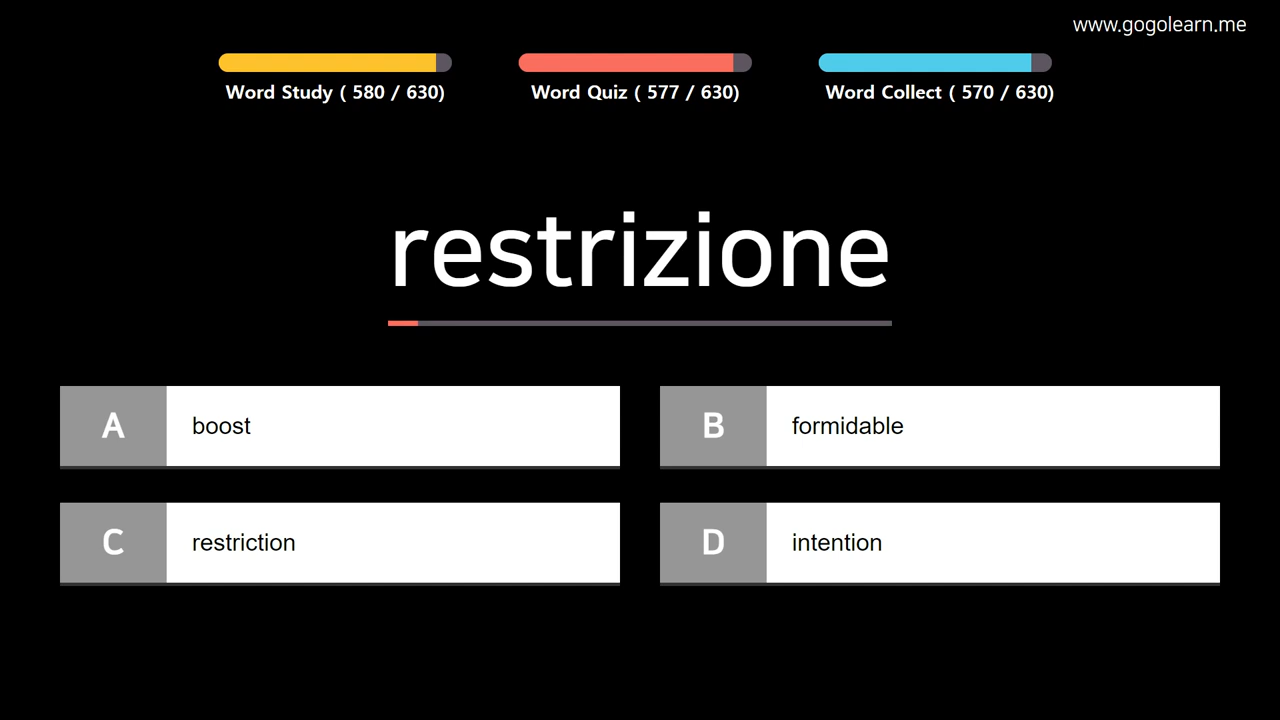 www.gogolearn.me
Word Study ( 580 / 630)
Word Quiz ( 577 / 630)
Word Collect ( 570 / 630)
restrizione
A boost
B formidable
C restriction
D intention